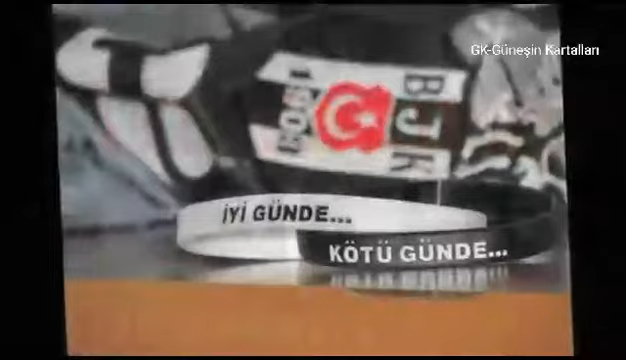 GK-Güneşin Kartalları
BJK
1903
İYİ GÜNDE...
KÖTÜ GÜNDE...